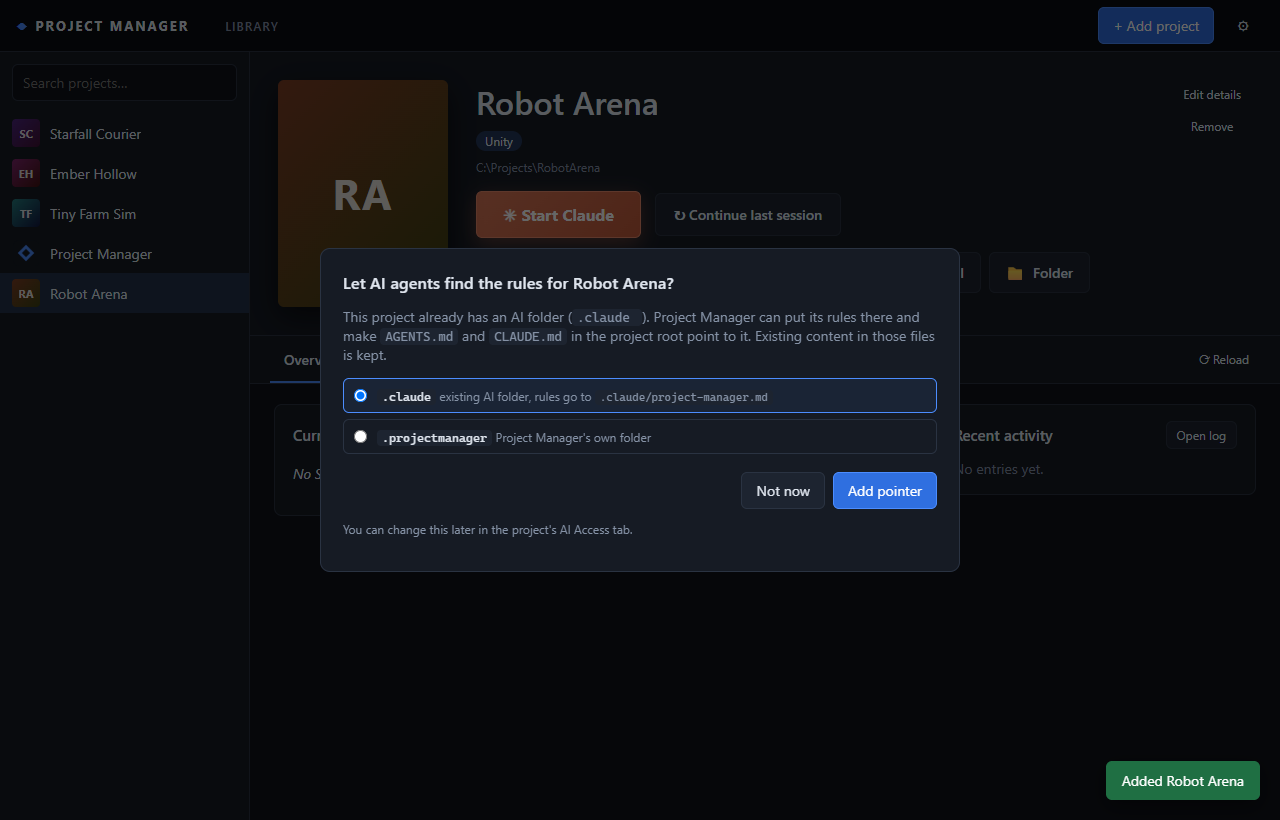 PROJECT MANAGER
LIBRARY
+ Add project
Search projects...
SC Starfall Courier
EH Ember Hollow
TF Tiny Farm Sim
Project Manager
RA Robot Arena
RA
Robot Arena
Unity
C:\Projects\RobotArena
Start Claude
Continue last session
Folder
Edit details
Remove
Reload
Let AI agents find the rules for Robot Arena?
This project already has an AI folder ( .claude ). Project Manager can put its rules there and
make AGENTS.md and CLAUDE.md in the project root point to it. Existing content in those files
is kept.
.claude existing AI folder, rules go to .claude/project-manager.md
.projectmanager Project Manager's own folder
Not now
Add pointer
You can change this later in the project's AI Access tab.
Recent activity
Open log
No entries yet.
Added Robot Arena